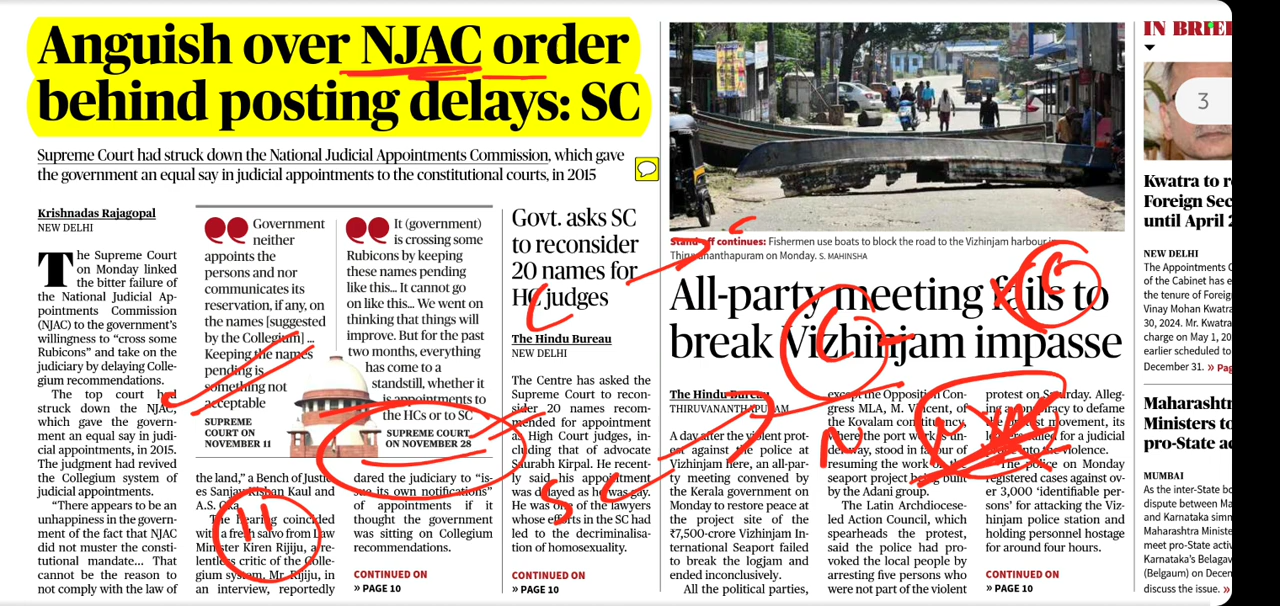 Anguish over NJAC order
behind posting delays: SC
Supreme Court had struck down the National Judicial Appointments Commission, which gave
the government an equal say in judicial appointments to the constitutional courts, in 2015
Krishnadas Rajagopal
NEW DELHI
The Supreme Court
on Monday linked
the bitter failure of
the National Judicial Ap-
pointments Commission
(NJAC) to the government's
willingness to “cross some
Rubicons” and take on the
judiciary by delaying Colle-
gium recommendations.
The top court had
struck down the NJAC,
which gave the govern-
ment an equal say in judi-
cial appointments, in 2015.
The judgment had revived
the Collegium system of
judicial appointments.
“There appears to be an
unhappiness in the govern-
ment of the fact that NJAC
did not muster the consti-
tutional mandate... That
cannot be the reason to
not comply with the law of
Government
neither
appoints the
persons and nor
communicates its
reservation, if any, on
the names [suggested
by the Collegium] ...
Keeping the names
pending is
something not
acceptable
SUPREME
COURT ON
NOVEMBER 11
It (government)
is crossing some
Rubicons by keeping
these names pending
like this... It cannot go
on like this... We went on
thinking that things will
improve. But for the past
two months, everything
has come to a
standstill, whether it
is appointments to
the HCs or to SC
SUPREME COURT
ON NOVEMBER 28
the land,” a Bench of Justic-
es Sanjay Kishan Kaul and
A.S. Oka
The hearing coincided
with a fresh salvo from Law
Minister Kiren Rijiju, a re-
lentless critic of the Colle-
gium system. Mr. Rijiju, in
an interview, reportedly
dared the judiciary to “is-
sue its own notifications”
of appointments if it
thought the government
was sitting on Collegium
recommendations.
CONTINUED ON
» PAGE 10
Govt. asks SC
to reconsider
20 names for
HC judges
The Hindu Bureau
NEW DELHI
The Centre has asked the
Supreme Court to recon-
sider 20 names recom-
mended for appointment
as High Court judges, in-
cluding that of advocate
Saurabh Kirpal. He recent-
ly said his appointment
was delayed as he was gay.
He was one of the lawyers
whose efforts in the SC had
led to the decriminalisa-
tion of homosexuality.
CONTINUED ON
» PAGE 10
Stand-off continues: Fishermen use boats to block the road to the Vizhinjam harbour in
Thiruvananthapuram on Monday. S. MAHINSHA
All-party meeting fails to
break Vizhinjam impasse
The Hindu Bureau
THIRUVANANTHAPURAM
A day after the violent prot-
est against the police at
Vizhinjam here, an all-par-
ty meeting convened by
the Kerala government on
Monday to restore peace at
the project site of the
₹7,500-crore Vizhinjam In-
ternational Seaport failed
to break the logjam and
ended inconclusively.
All the political parties,
except the Opposition Con-
gress MLA, M. Vincent, of
the Kovalam constituency,
where the port work is un-
derway, stood in favour of
resuming the work on the
seaport project being built
by the Adani group.
The Latin Archdiocese-
led Action Council, which
spearheads the protest,
said the police had pro-
voked the local people by
arresting five persons who
were not part of the violent
protest on Saturday. Alleg-
ing a conspiracy to defame
the protest movement, its
for a judicial
into the violence.
The police on Monday
registered cases against ov-
er 3,000 ‘identifiable per-
sons’ for attacking the Viz-
hinjam police station and
holding personnel hostage
for around four hours.
CONTINUED ON
» PAGE 10
IN BRIEF
3
Kwatra to
Foreign Sec
until April 2
NEW DELHI
The Appointments C
of the Cabinet has e
the tenure of Foreig
Vinay Mohan Kwatra
30, 2024. Mr. Kwatra
charge on May 1, 20
earlier scheduled to
December 31. » Pag
Maharashtr
Ministers to
pro-State ac
MUMBAI
As the inter-State bo
dispute between Ma
and Karnataka simm
Maharashtra Ministe
meet pro-State activ
Karnataka's Belagav
(Belgaum) on Decem
discuss the issue. »